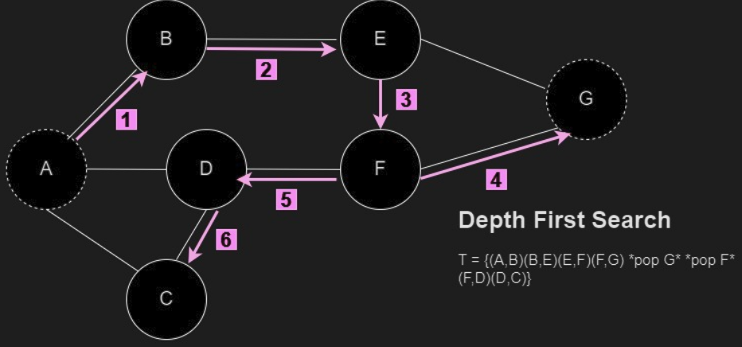 B
E
2
G
3
1
A
D
F
4
5
Depth First Search
6
T = {(A,B)(B,E)(E,F)(F,G) *pop G* *pop F*
(F,D)(D,C)}
C